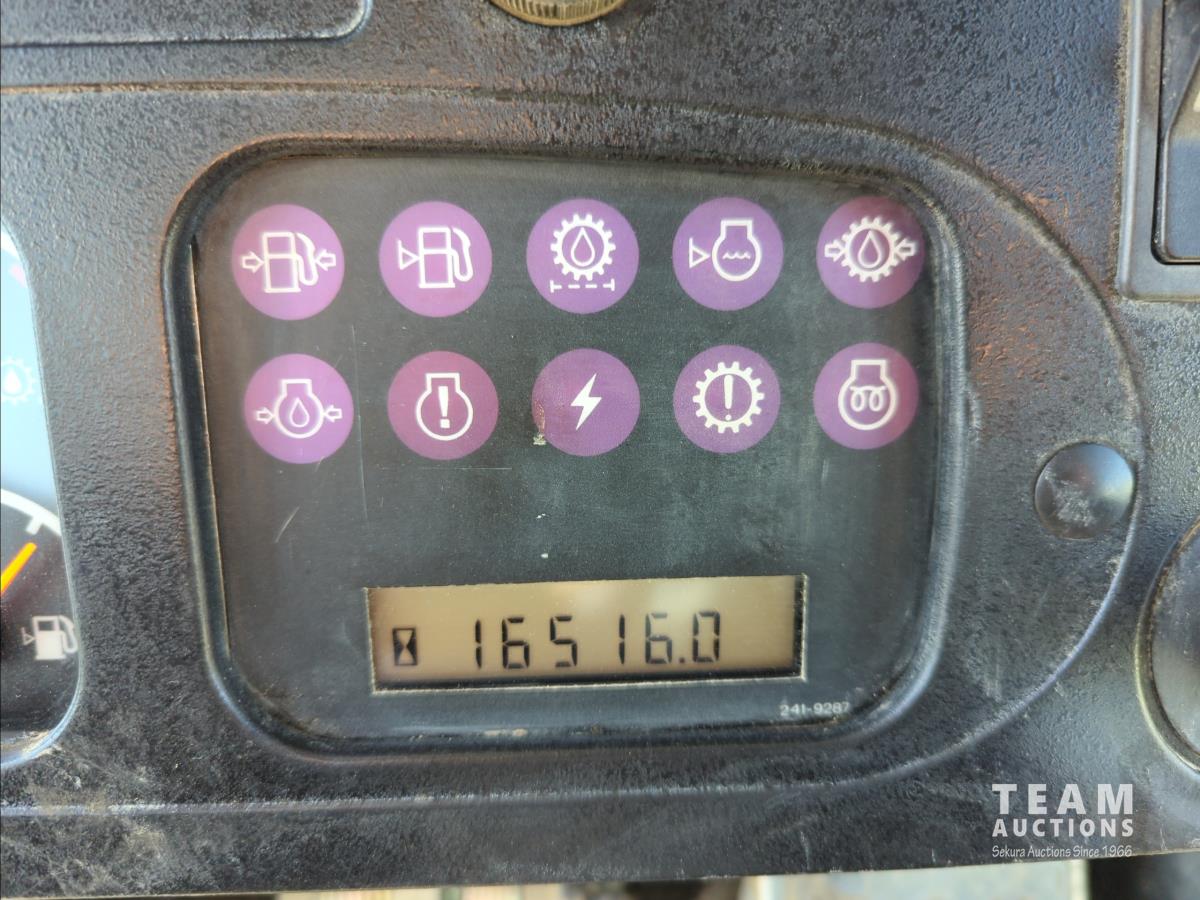 16516.0
241-9287
TEAM
AUCTIONS
Sekura Auctions Since 1966